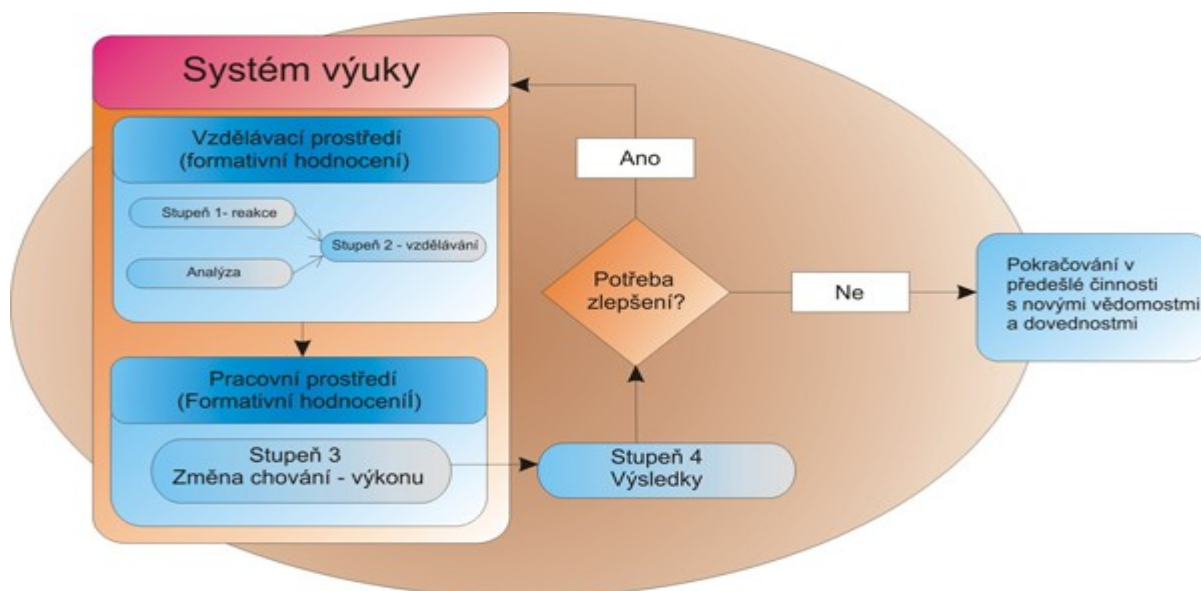 Systém výuky
Vzdělávací prostředí
(formativní hodnocení)
Stupeň 1- reakce
Stupeň 2 - vzdělávání
Analýza
Pracovní prostředí
(Formativní hodnoceníÍ)
Stupeň 3
Změna chování - výkonu
Stupeň 4
Výsledky
Potřeba
zlepšení?
Ano
Ne
Pokračování v
předešlé činnosti
s novými vědomostmi
a dovednostmi